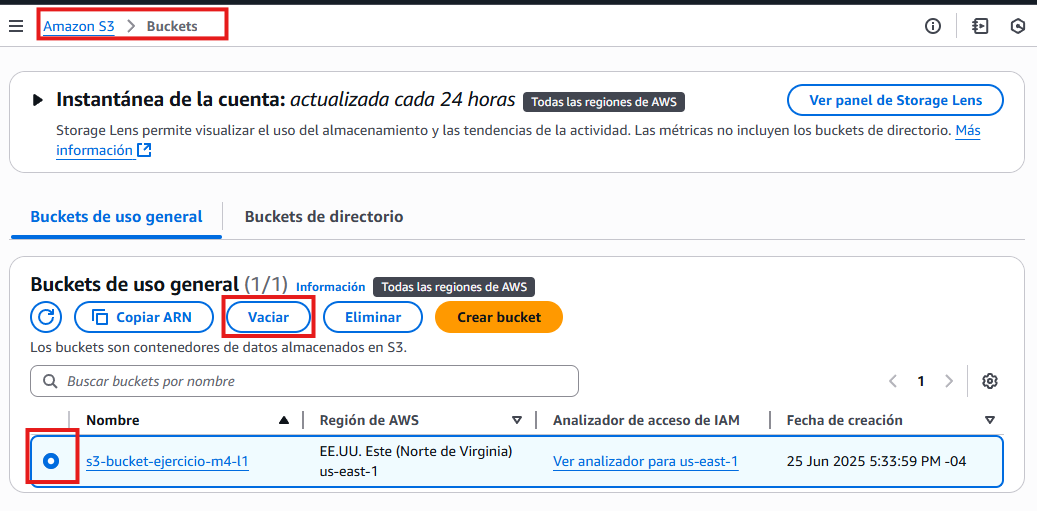 Amazon S3 > Buckets
Instantánea de la cuenta: actualizada cada 24 horas Todas las regiones de AWS
Ver panel de Storage Lens
Storage Lens permite visualizar el uso del almacenamiento y las tendencias de la actividad. Las métricas no incluyen los buckets de directorio. Más
información
Buckets de uso general Buckets de directorio
Buckets de uso general (1/1) Información Todas las regiones de AWS
Copiar ARN Vaciar Eliminar Crear bucket
Los buckets son contenedores de datos almacenados en S3.
Buscar buckets por nombre
1
Nombre Región de AWS Analizador de acceso de IAM Fecha de creación
s3-bucket-ejercicio-m4-l1 EE.UU. Este (Norte de Virginia) Ver analizador para us-east-1 25 Jun 2025 5:33:59 PM -04
us-east-1